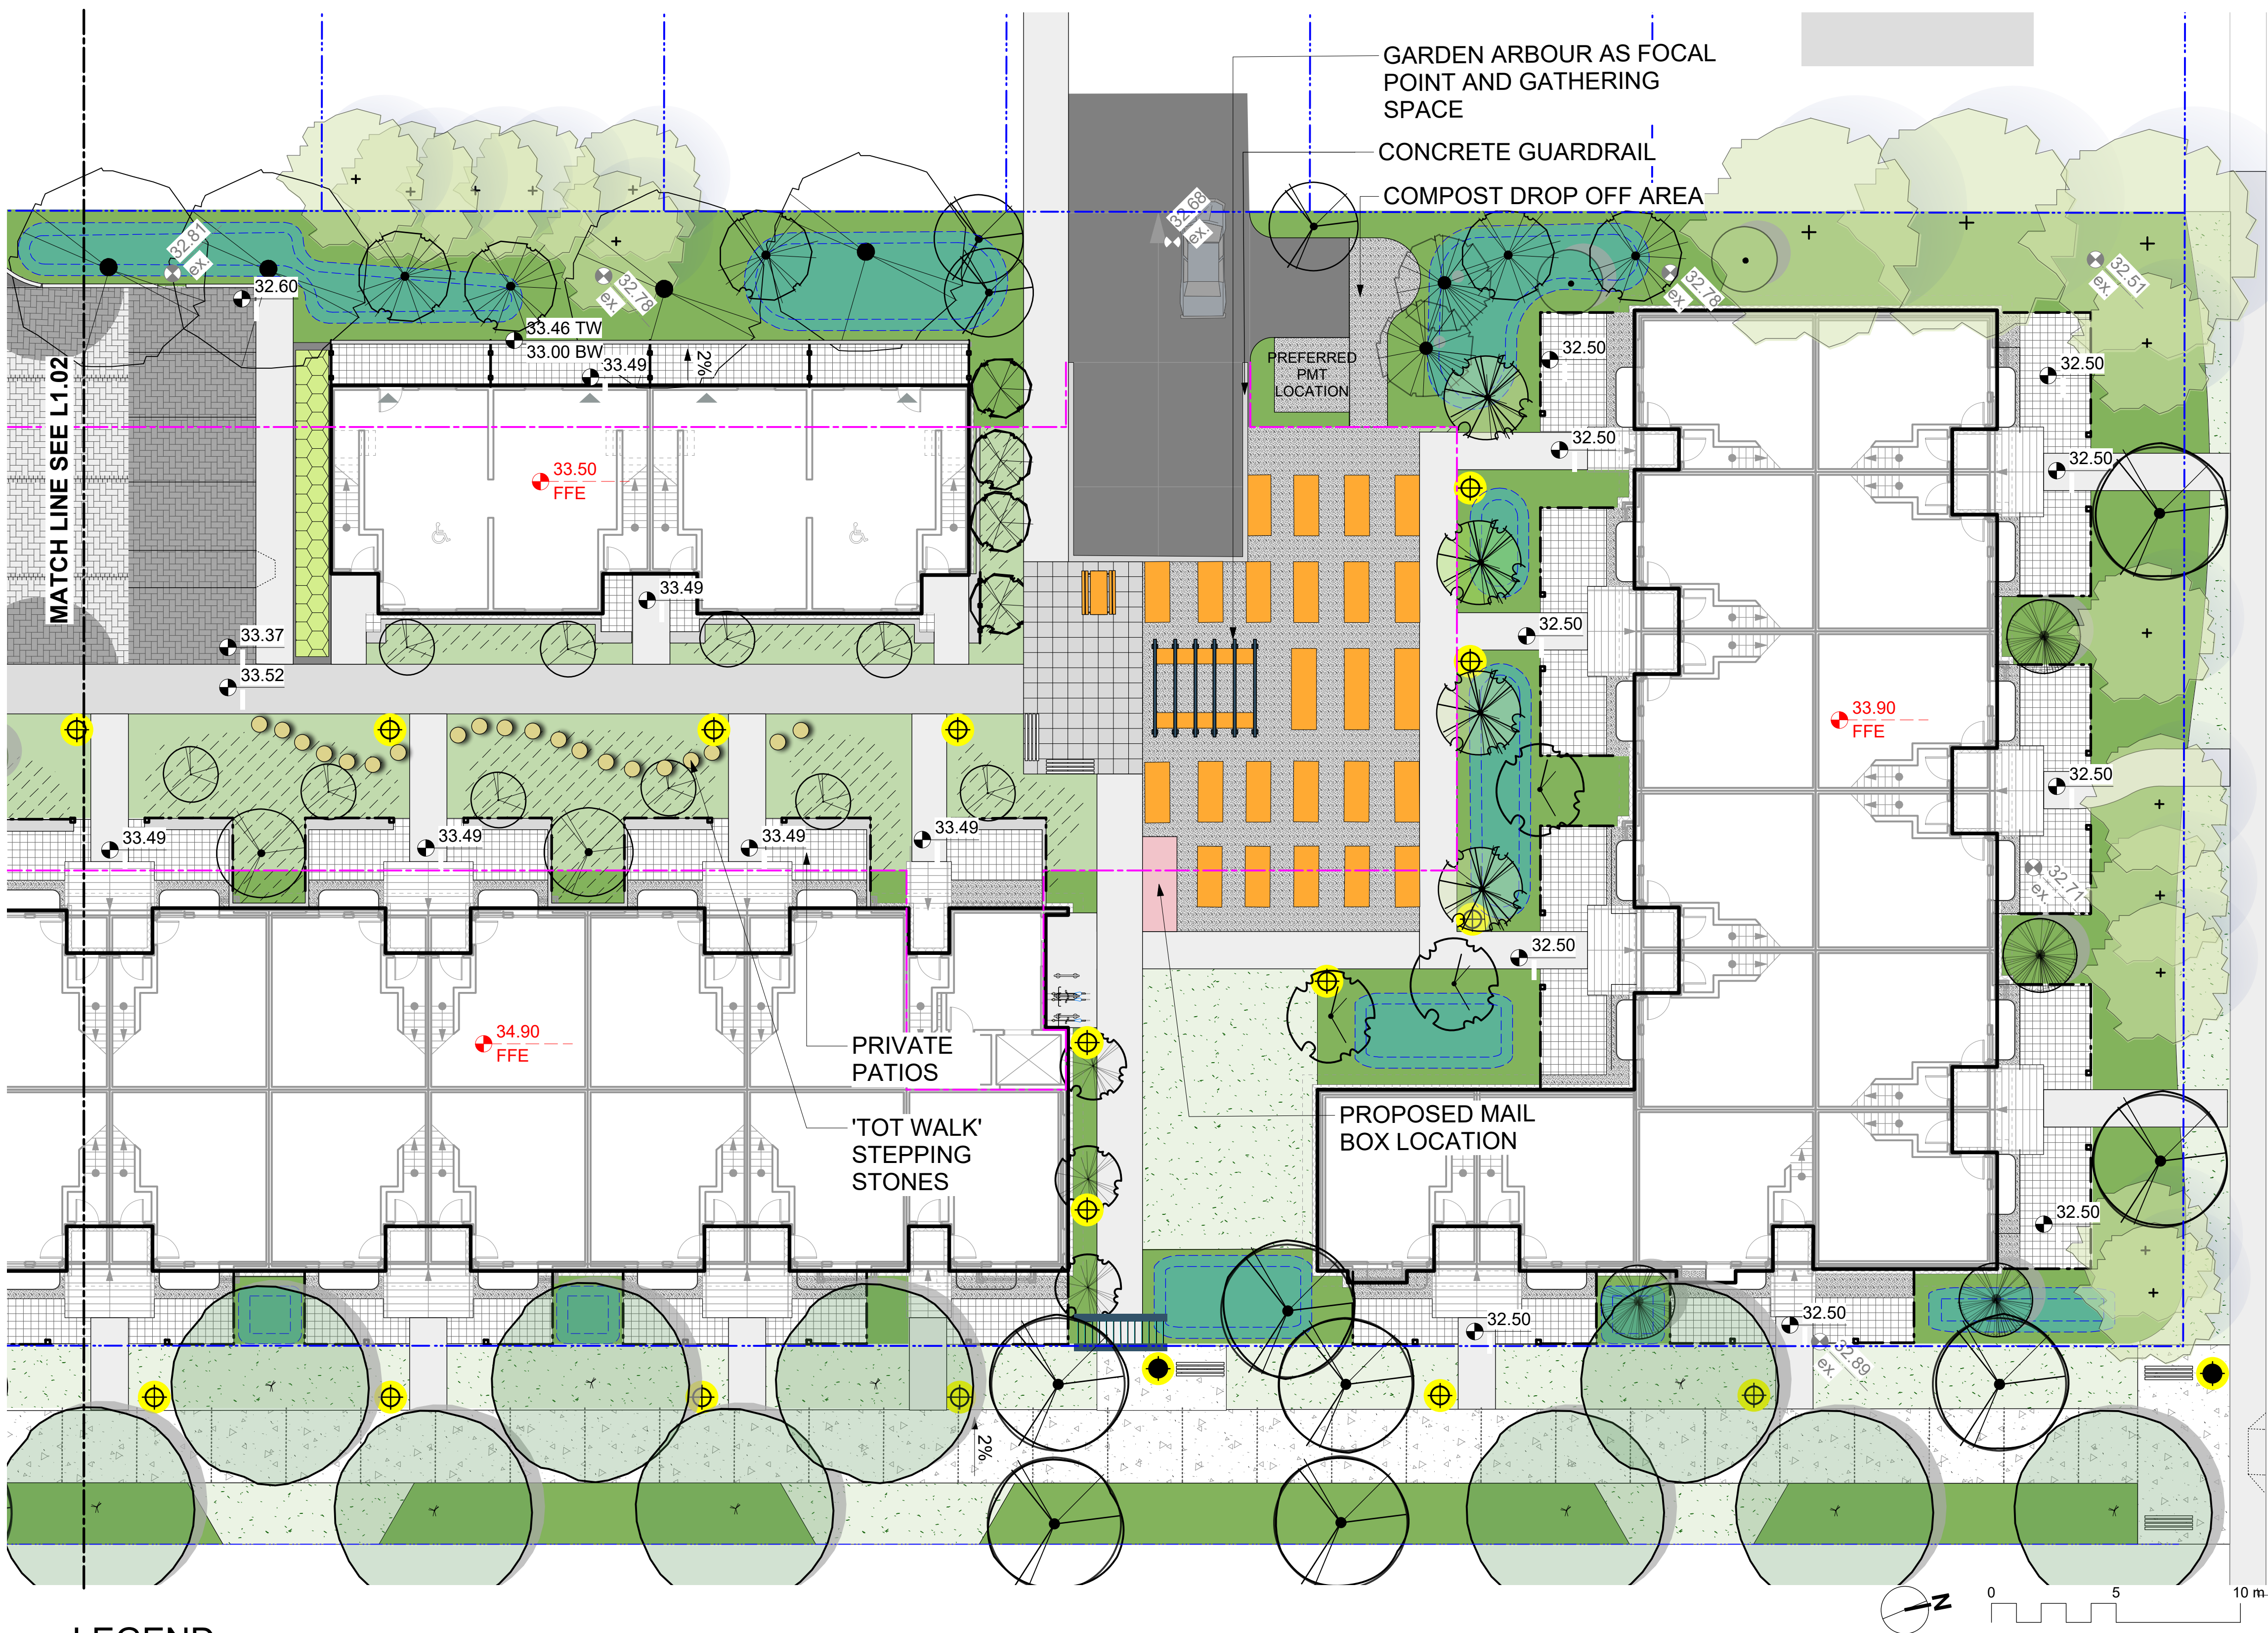 GARDEN ARBOUR AS FOCAL
POINT AND GATHERING
SPACE
CONCRETE GUARDRAIL
COMPOST DROP OFF AREA
32.68
ex.
32.81
ex.
32.60
32.78
ex.
32.78
ex.
32.51
ex.
33.46 TW
33.00 BW
33.49
2%
PREFERRED
PMT
LOCATION
32.50
32.50
MATCH LINE SEE L1.02
33.50
FFE
32.50
32.50
33.49
33.37
33.52
32.50
33.90
FFE
32.50
33.49
33.49
33.49
33.49
32.71
ex.
32.50
34.90
FFE
PRIVATE
PATIOS
'TOT WALK'
STEPPING
STONES
PROPOSED MAIL
BOX LOCATION
32.50
32.50
32.50
32.89
ex.
2%
N
0
5
10 m
LEGEND